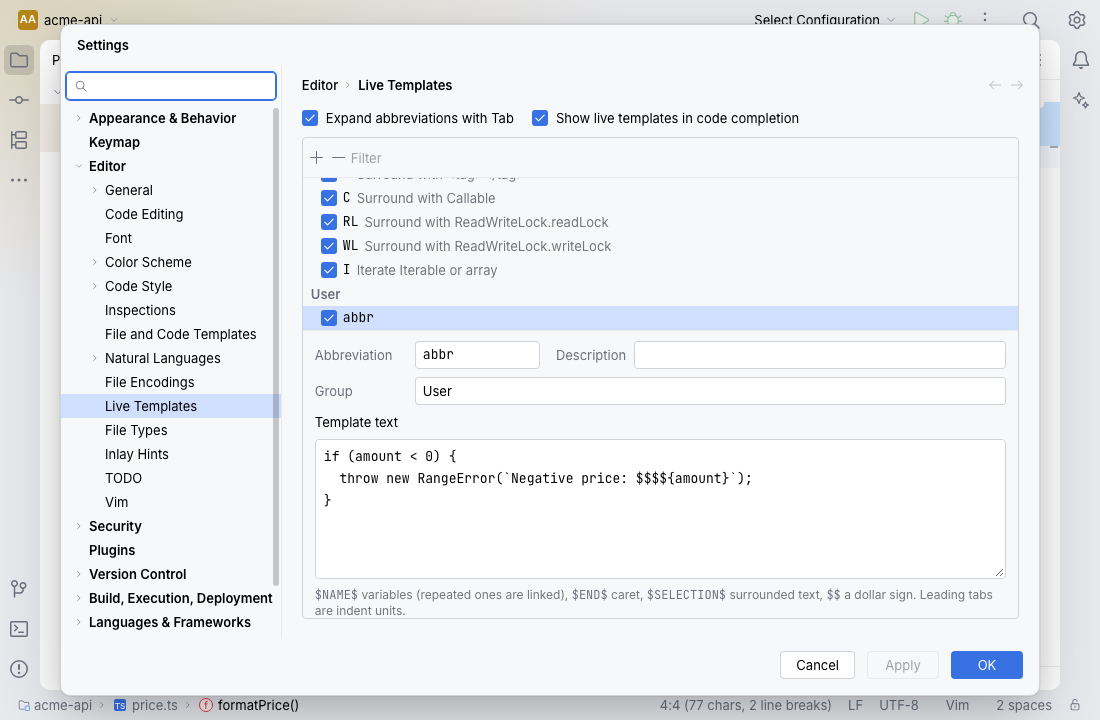 AA acme-api
Select Configuration
Settings
Appearance & Behavior
Keymap
Editor
General
Code Editing
Font
Color Scheme
Code Style
Inspections
File and Code Templates
Natural Languages
File Encodings
Live Templates
File Types
Inlay Hints
TODO
Vim
Security
Plugins
Version Control
Build, Execution, Deployment
Languages & Frameworks
Editor › Live Templates
Expand abbreviations with Tab Show live templates in code completion
Filter
C Surround with Callable
RL Surround with ReadWriteLock.readLock
WL Surround with ReadWriteLock.writeLock
I Iterate Iterable or array
User
abbr
Abbreviation abbr Description
Group User
Template text
if (amount < 0) {
  throw new RangeError(`Negative price: $$$${amount}`);
}
$NAME$ variables (repeated ones are linked), $END$ caret, $SELECTION$ surrounded text, $$ a dollar sign. Leading tabs
are indent units.
Cancel Apply OK
acme-api › TS price.ts › f formatPrice() 4:4 (77 chars, 2 line breaks) LF UTF-8 Vim 2 spaces